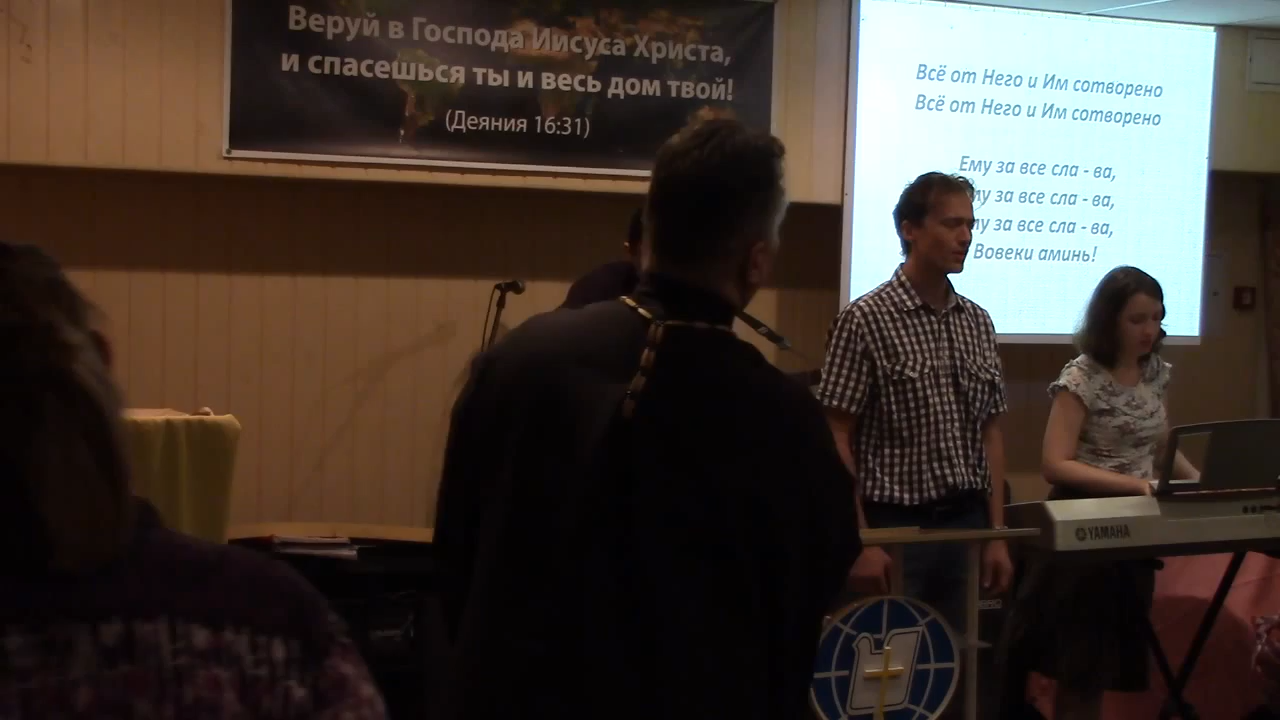 Веруй в Господа Иисуса Христа,
и спасешься ты и весь дом твой!
(Деяния 16:31)
Всё от Него и Им сотворено
Всё от Него и Им сотворено
Ему за все сла - ва,
му за все сла - ва,
му за все сла - ва,
Вовеки аминь!
YAMAHA